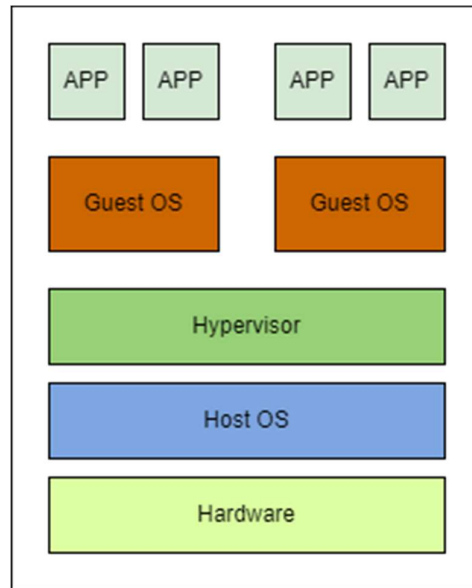 APP APP APP APP
Guest OS Guest OS
Hypervisor
Host OS
Hardware